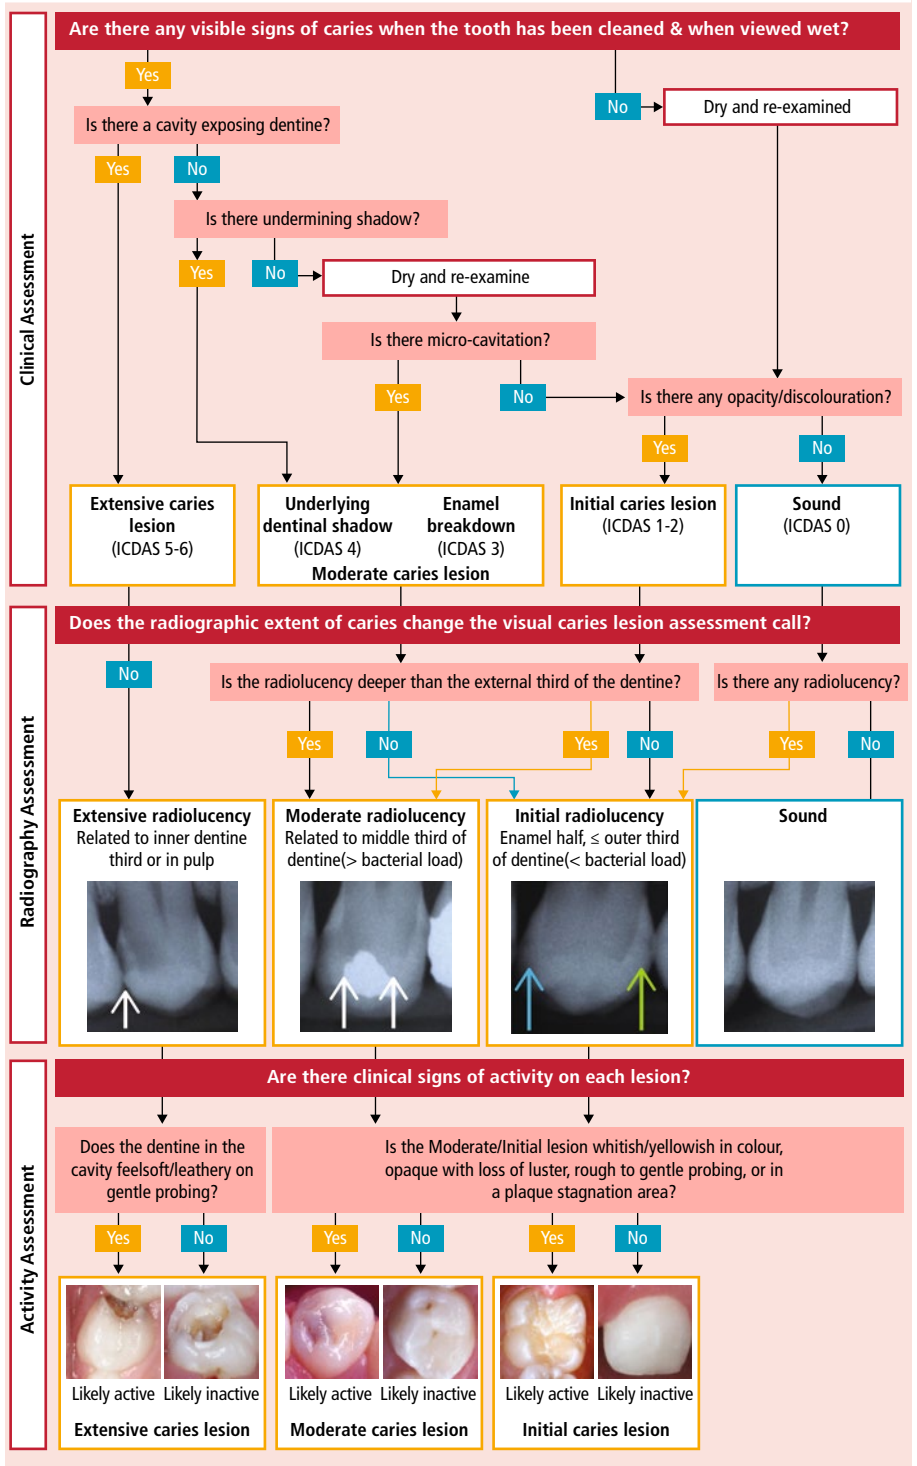 Clinical Assessment
Are there any visible signs of caries when the tooth has been cleaned & when viewed wet?
Yes
No
Dry and re-examined
Is there a cavity exposing dentine?
Yes
No
Is there undermining shadow?
Yes
No
Dry and re-examine
Is there micro-cavitation?
Yes
No
Is there any opacity/discolouration?
Yes
No
Extensive caries
lesion
(ICDAS 5-6)
Underlying
dentinal shadow
(ICDAS 4)
Enamel
breakdown
(ICDAS 3)
Moderate caries lesion
Initial caries lesion
(ICDAS 1-2)
Sound
(ICDAS 0)
Radiography Assessment
Does the radiographic extent of caries change the visual caries lesion assessment call?
No
Is the radiolucency deeper than the external third of the dentine?
Is there any radiolucency?
Yes
No
Yes
No
Yes
No
Extensive radiolucency
Related to inner dentine
third or in pulp
Moderate radiolucency
Related to middle third of
dentine(> bacterial load)
Initial radiolucency
Enamel half, ≤ outer third
of dentine(< bacterial load)
Sound
Activity Assessment
Are there clinical signs of activity on each lesion?
Does the dentine in the
cavity feelsoft/leathery on
gentle probing?
Is the Moderate/Initial lesion whitish/yellowish in colour,
opaque with loss of luster, rough to gentle probing, or in
a plaque stagnation area?
Yes
No
Yes
No
Yes
No
Likely active
Likely inactive
Extensive caries lesion
Likely active
Likely inactive
Moderate caries lesion
Likely active
Likely inactive
Initial caries lesion